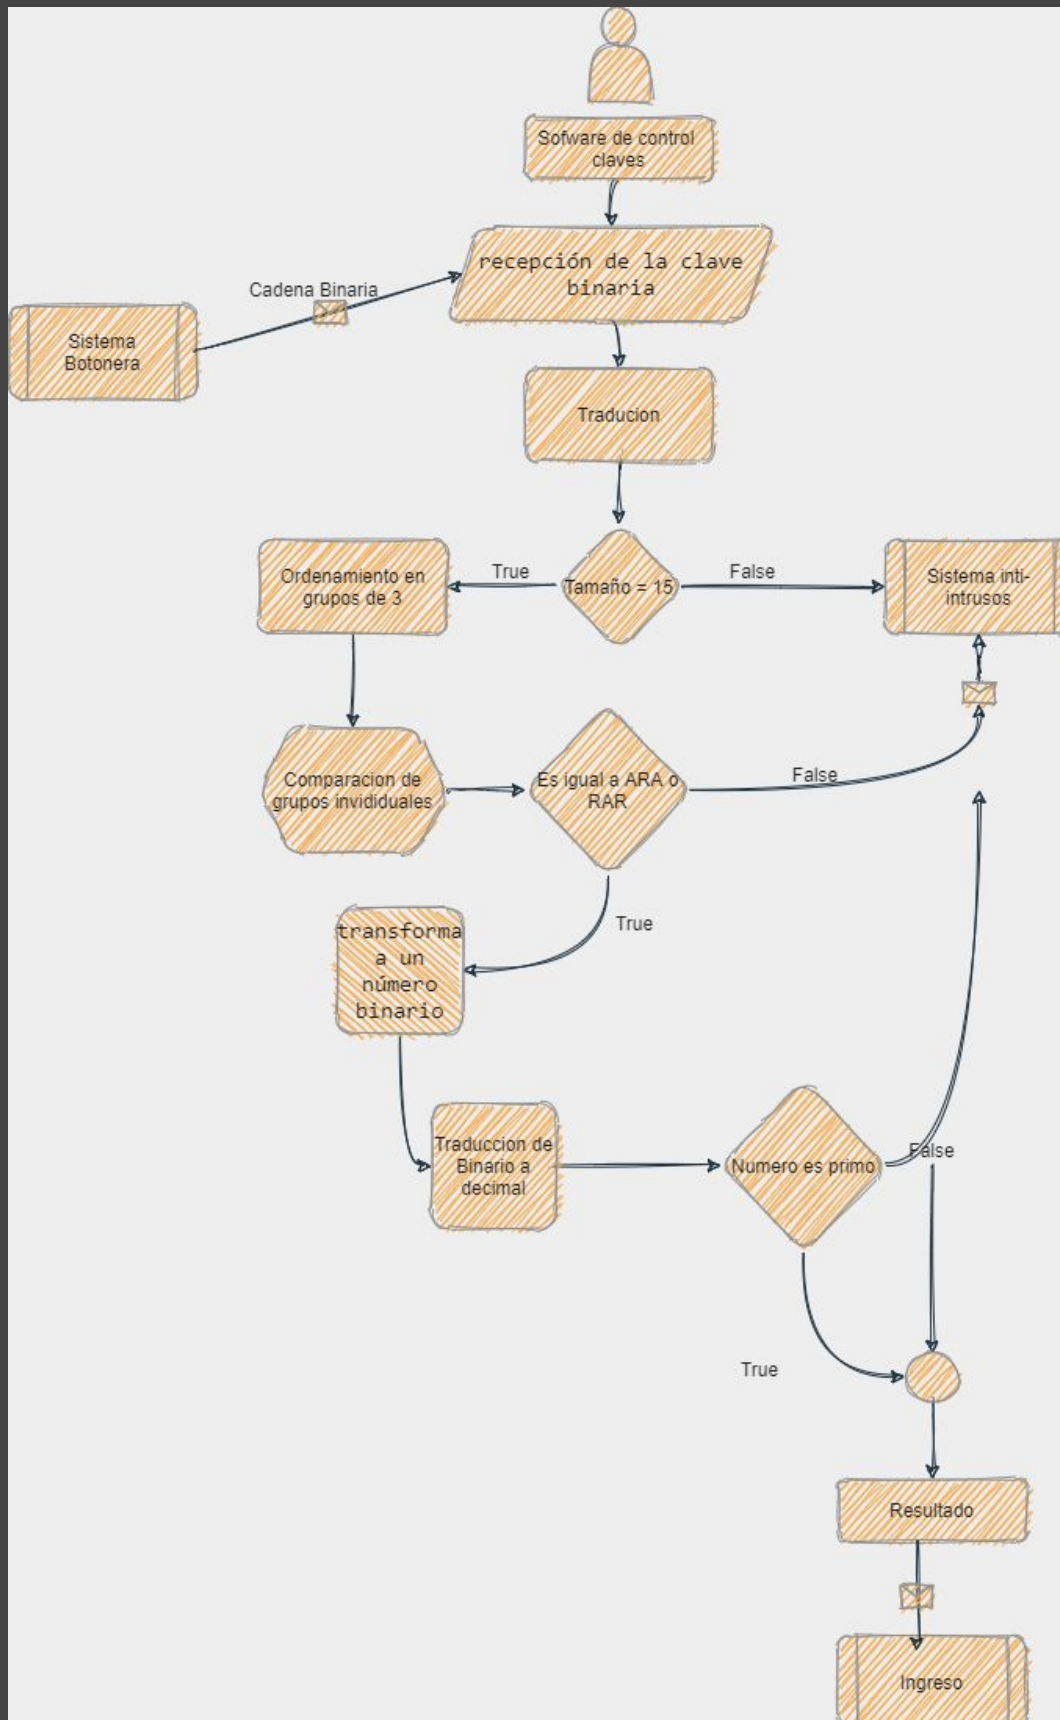 Sofware de control
claves
recepción de la clave
binaria
Cadena Binaria
Sistema
Botonera
Traducion
Ordenamiento en
grupos de 3
True
Tamaño = 15
False
Sistema inti-
intrusos
Comparacion de
grupos invididuales
Es igual a ARA o
RAR
False
True
transforma
a un
número
binario
Traduccion de
Binario a
decimal
Numero es primo
False
True
Resultado
Ingreso